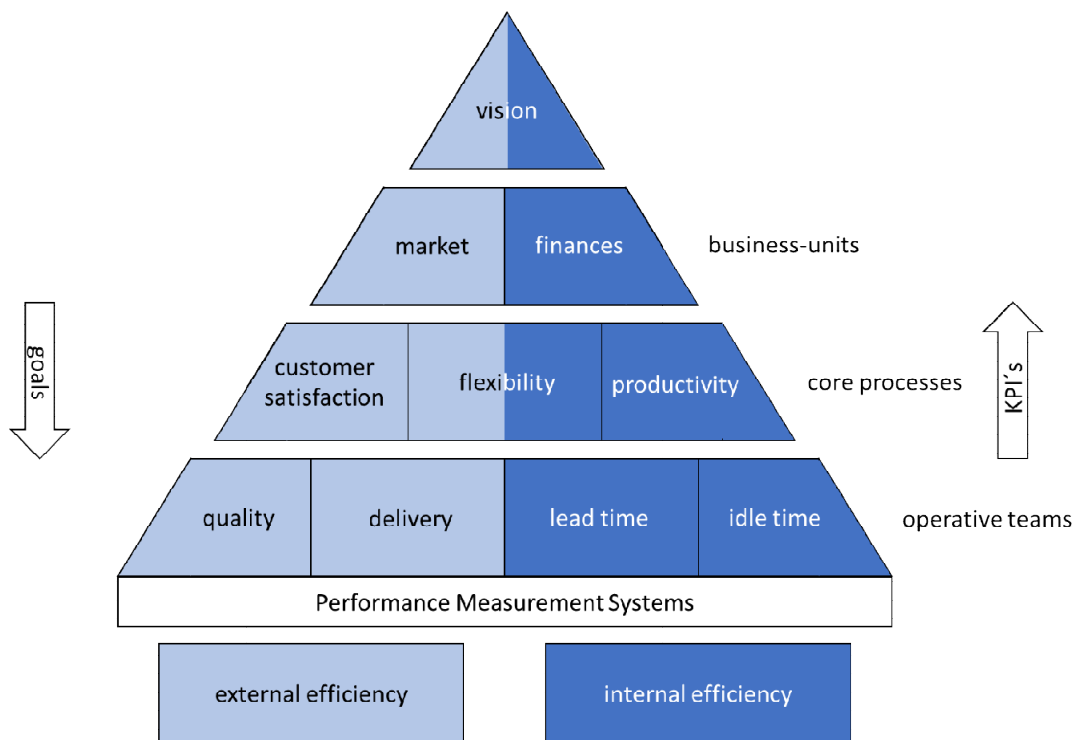 vision
market
finances
business-units
goals
customer
satisfaction
flexibility
productivity
core processes
KPI´s
quality
delivery
lead time
idle time
operative teams
Performance Measurement Systems
external efficiency
internal efficiency